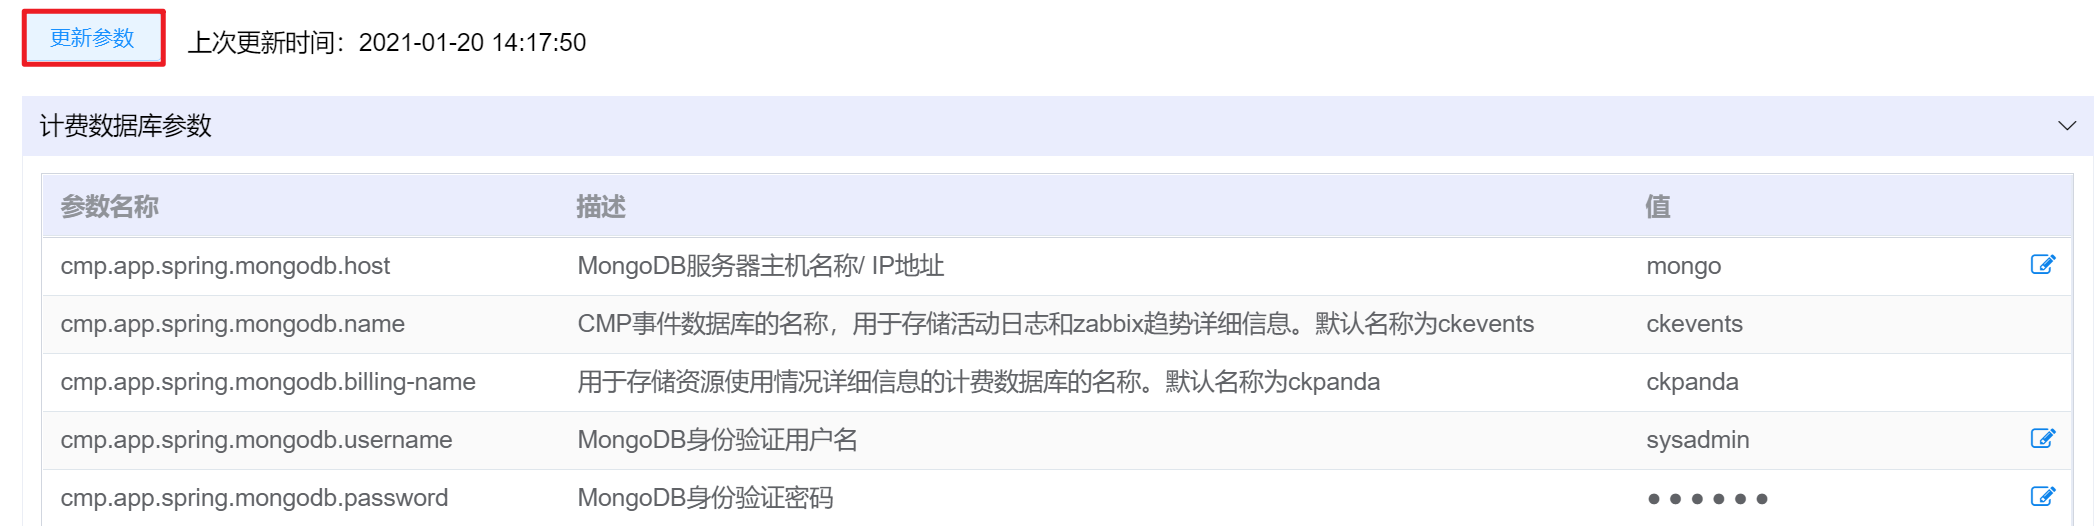 更新参数 上次更新时间：2021-01-20 14:17:50
计费数据库参数
参数名称 描述 值
cmp.app.spring.mongodb.host MongoDB服务器主机名称/ IP地址 mongo
cmp.app.spring.mongodb.name CMP事件数据库的名称，用于存储活动日志和zabbix趋势详细信息。默认名称为ckevents ckevents
cmp.app.spring.mongodb.billing-name 用于存储资源使用情况详细信息的计费数据库的名称。默认名称为ckpanda ckpanda
cmp.app.spring.mongodb.username MongoDB身份验证用户名 sysadmin
cmp.app.spring.mongodb.password MongoDB身份验证密码 ●●●●●●